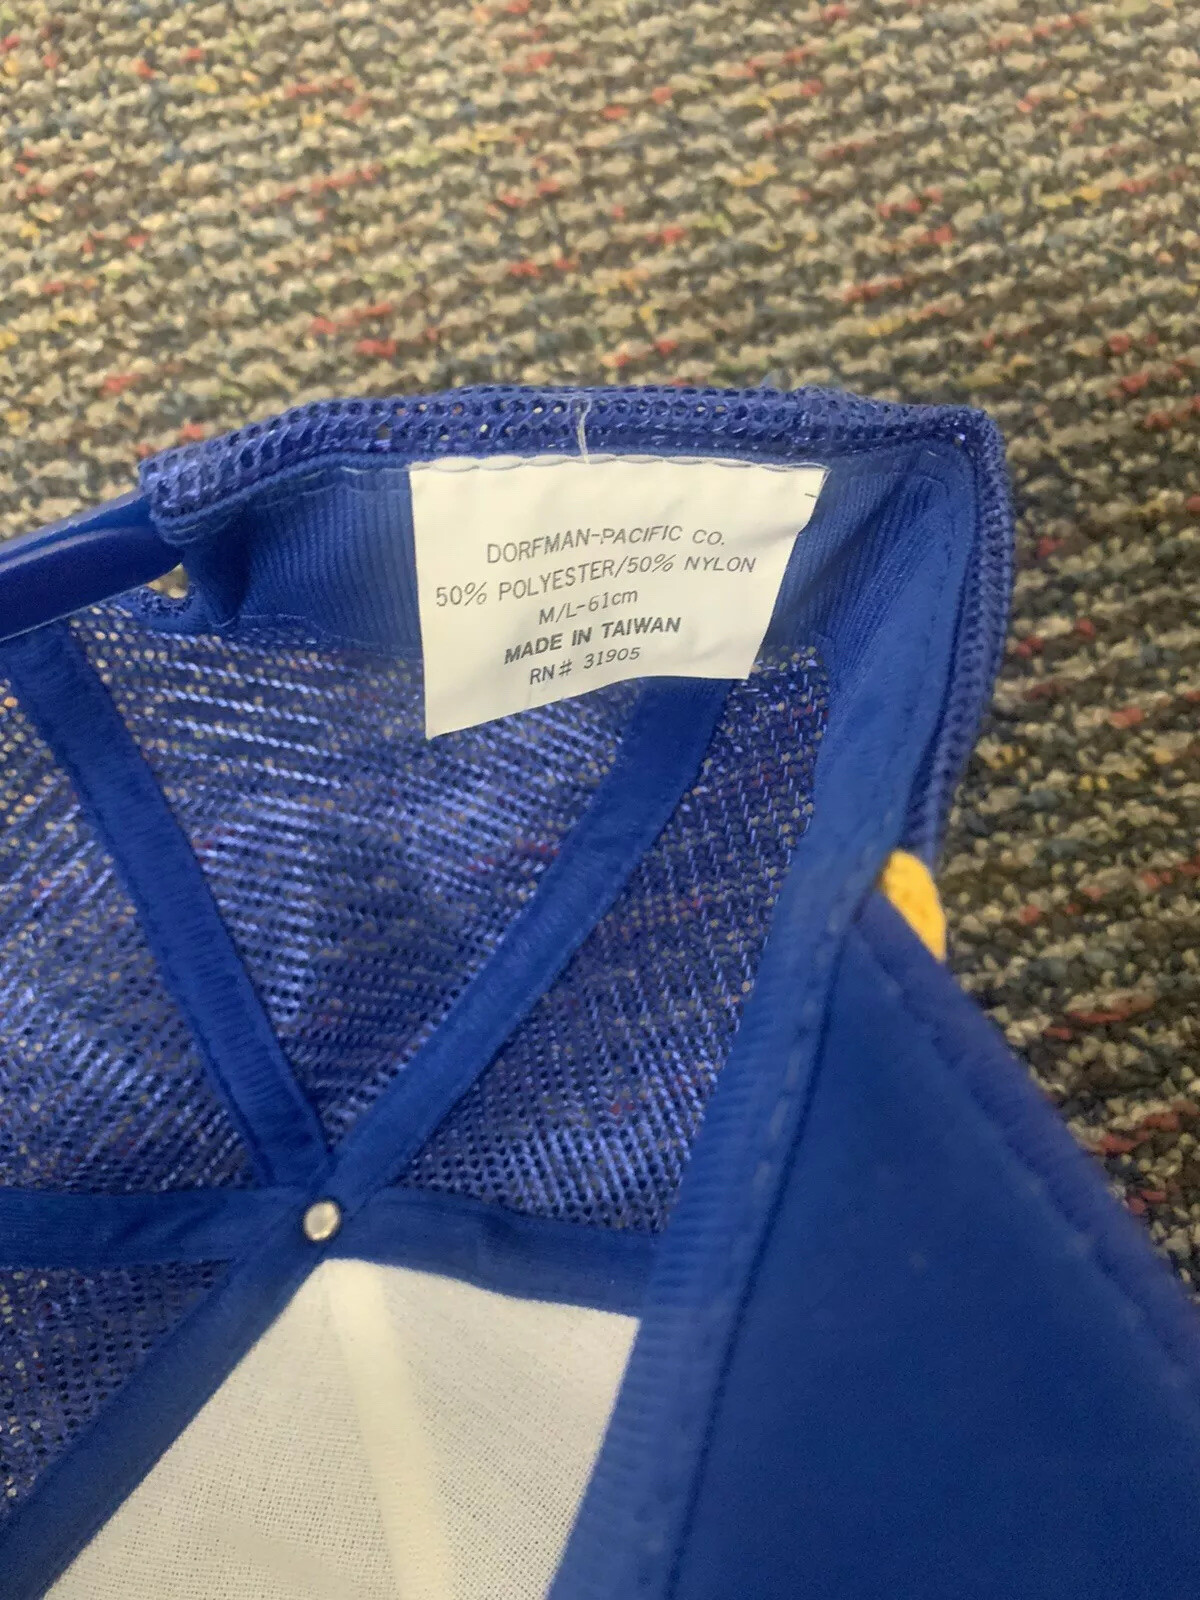 DORFMAN-PACIFIC CO.
50% POLYESTER/50% NYLON
M/L-61cm
MADE IN TAIWAN
RN# 31905